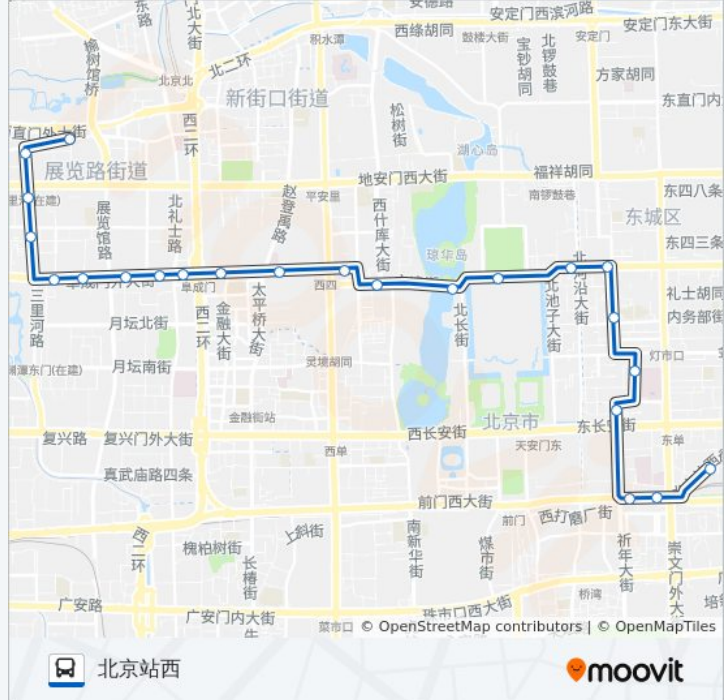 安德路
安定门西滨河路
安定门东大街
西绦胡同
鼓楼大街
安定门
积水潭
北二环
榆树馆桥
北京北
新街口街道
宝钞胡同
北锣鼓巷
方家胡同
东直门内
松树街
湖心岛
西二环
直门外大街
展览路街道
地安门西大街
福祥胡同
南锣鼓巷
东四八条
平安里
赵登禹路
西什库大街
北礼士路
展览馆路
东城区
东四三条
琼华岛
北河沿大街
阜成门外大街
阜成门
西四
三里河路
太平桥大街
金融大街
西二环
北长街
北池子大街
礼士胡同
内务部街
月坛北街
月坛南街
灵境胡同
灯市口
金融街站
北京市
复兴路
复兴门外大街
西单
西长安街
天安门东
东长安街
东单
真武庙路四条
前门西大街
前门
西打磨厂街
西二环
槐柏树街
上斜街
长椿街
南新华街
煤市街
祈年大街
崇文门外大街
桥湾
广安路
广安门内大街
菜市口
珠市口西大街
© OpenStreetMap contributors | © OpenMapTiles
北京站西
moovit